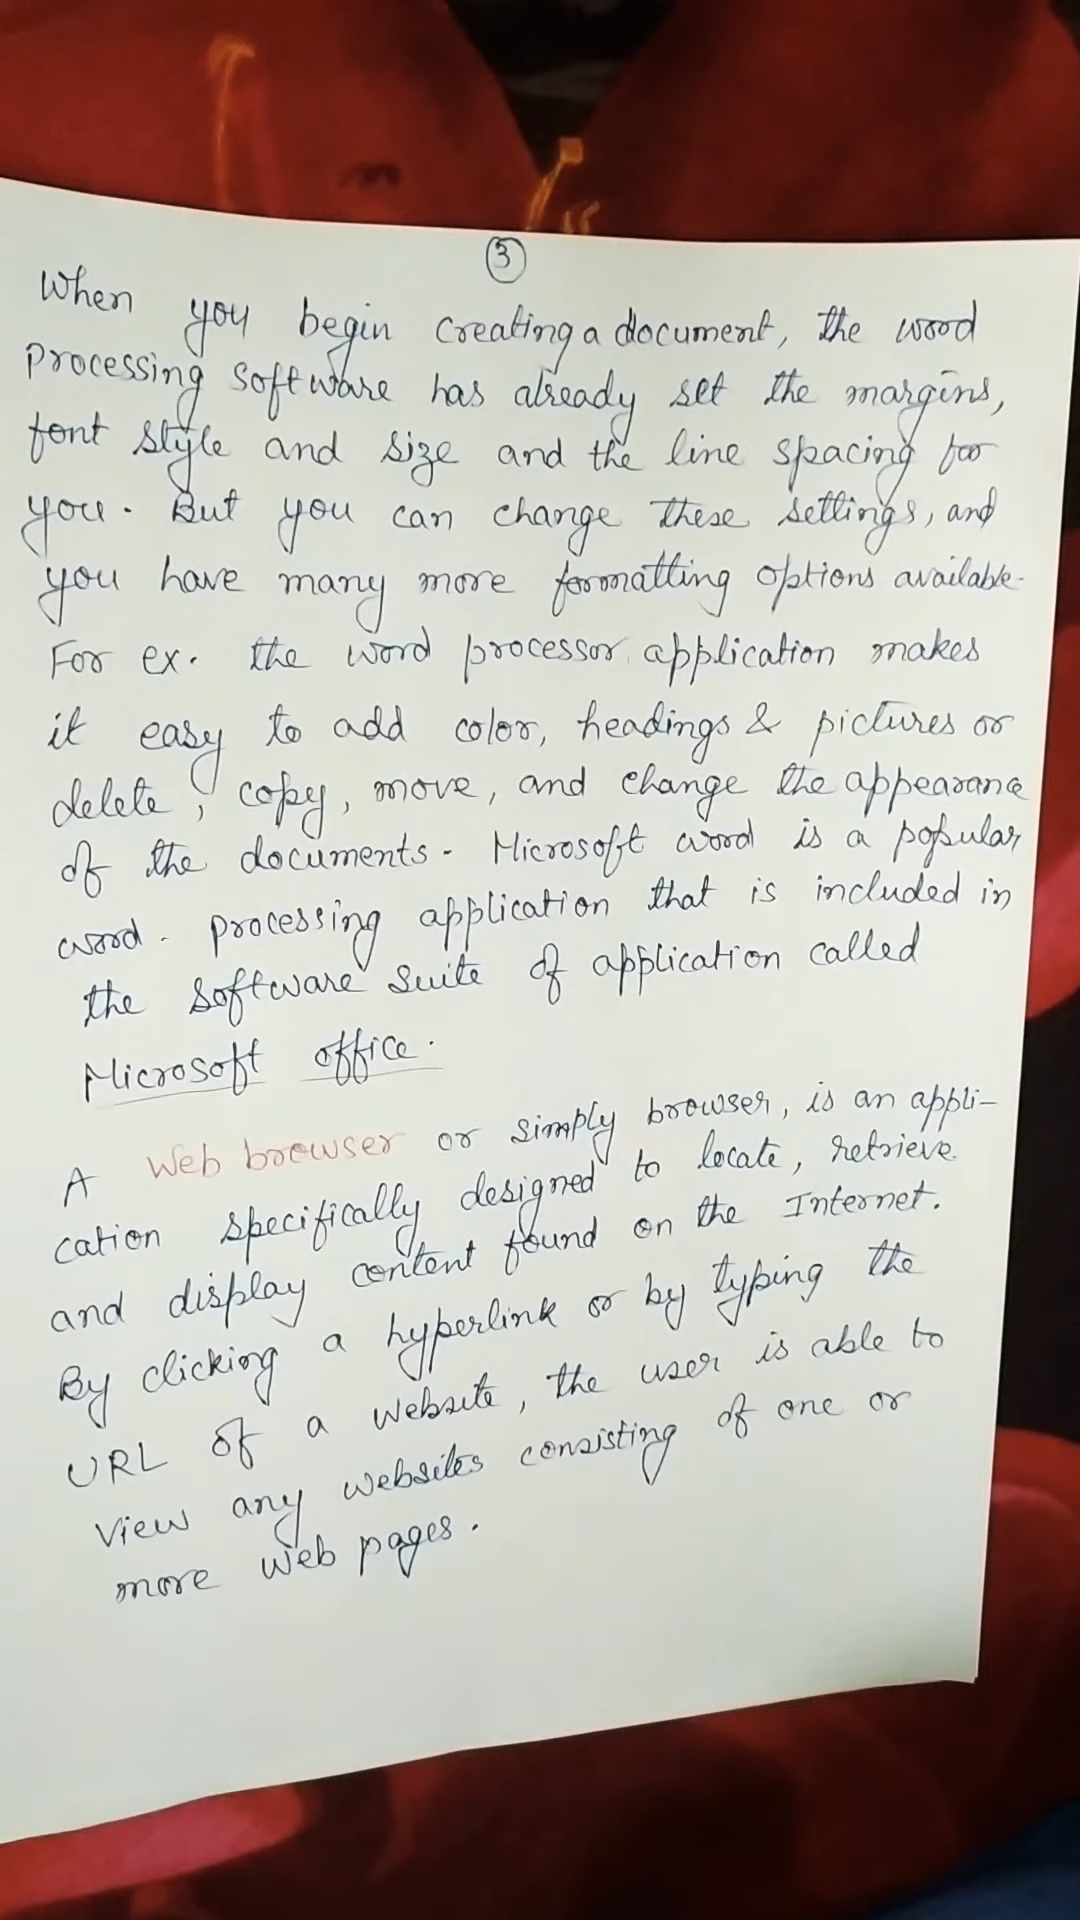 3
When you begin creating a document, the word
processing software has already set the margins,
font style and size and the line spacing for
you. But you can change these settings, and
you have many more formatting options available.
For ex. the word processor application makes
it easy to add color, headings & pictures or
delete, copy, move, and change the appearance
of the documents. Microsoft word is a popular
word. processing application that is included in
the software suite of application called
Microsoft office.
A Web browser or simply browser, is an appli-
cation specifically designed to locate, retrieve
and display content found on the Internet.
By clicking a hyperlink or by typing the
URL of a website, the user is able to
view any websites consisting of one or
more web pages.